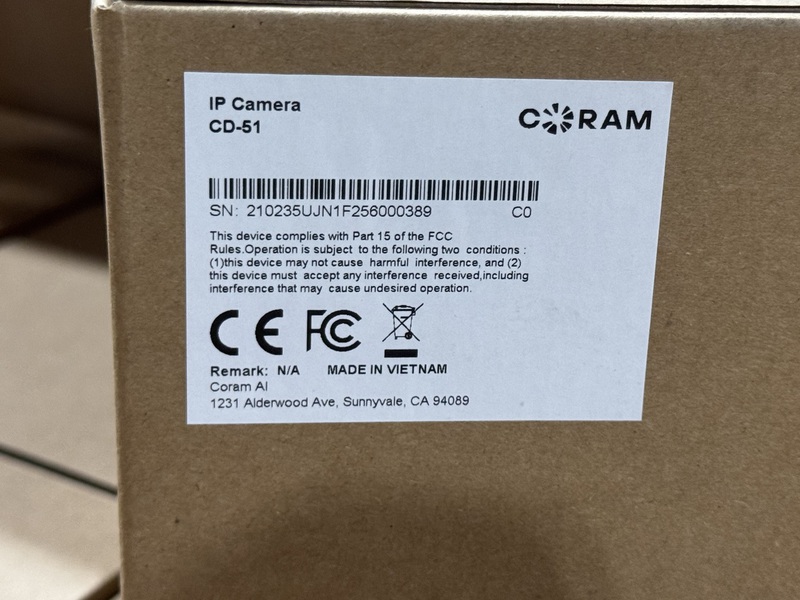 IP Camera
CD-51
CORAM
SN: 210235UJN1F256000389 C0
This device complies with Part 15 of the FCC
Rules.Operation is subject to the following two conditions :
(1)this device may not cause harmful interference, and (2)
this device must accept any interference received,including
interference that may cause undesired operation.
CE FC
Remark: N/A MADE IN VIETNAM
Coram AI
1231 Alderwood Ave, Sunnyvale, CA 94089